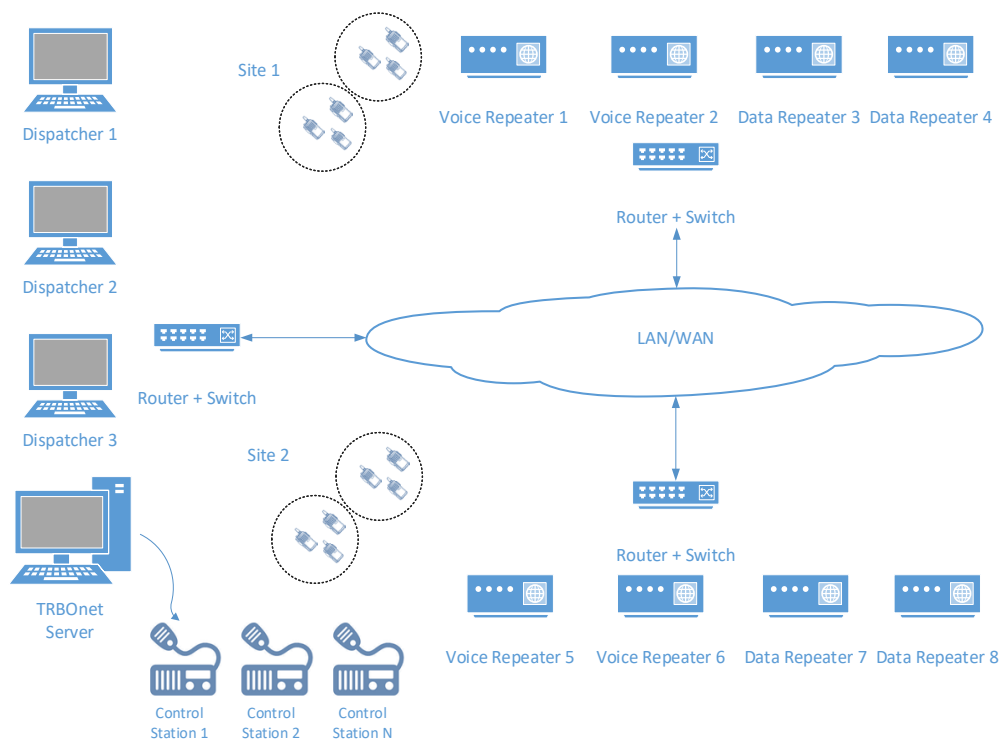 Site 1
Dispatcher 1
Voice Repeater 1
Voice Repeater 2
Data Repeater 3
Data Repeater 4
Router + Switch
Dispatcher 2
LAN/WAN
Router + Switch
Dispatcher 3
Site 2
Router + Switch
TRBOnet
Server
Voice Repeater 5
Voice Repeater 6
Data Repeater 7
Data Repeater 8
Control
Station 1
Control
Station 2
Control
Station N